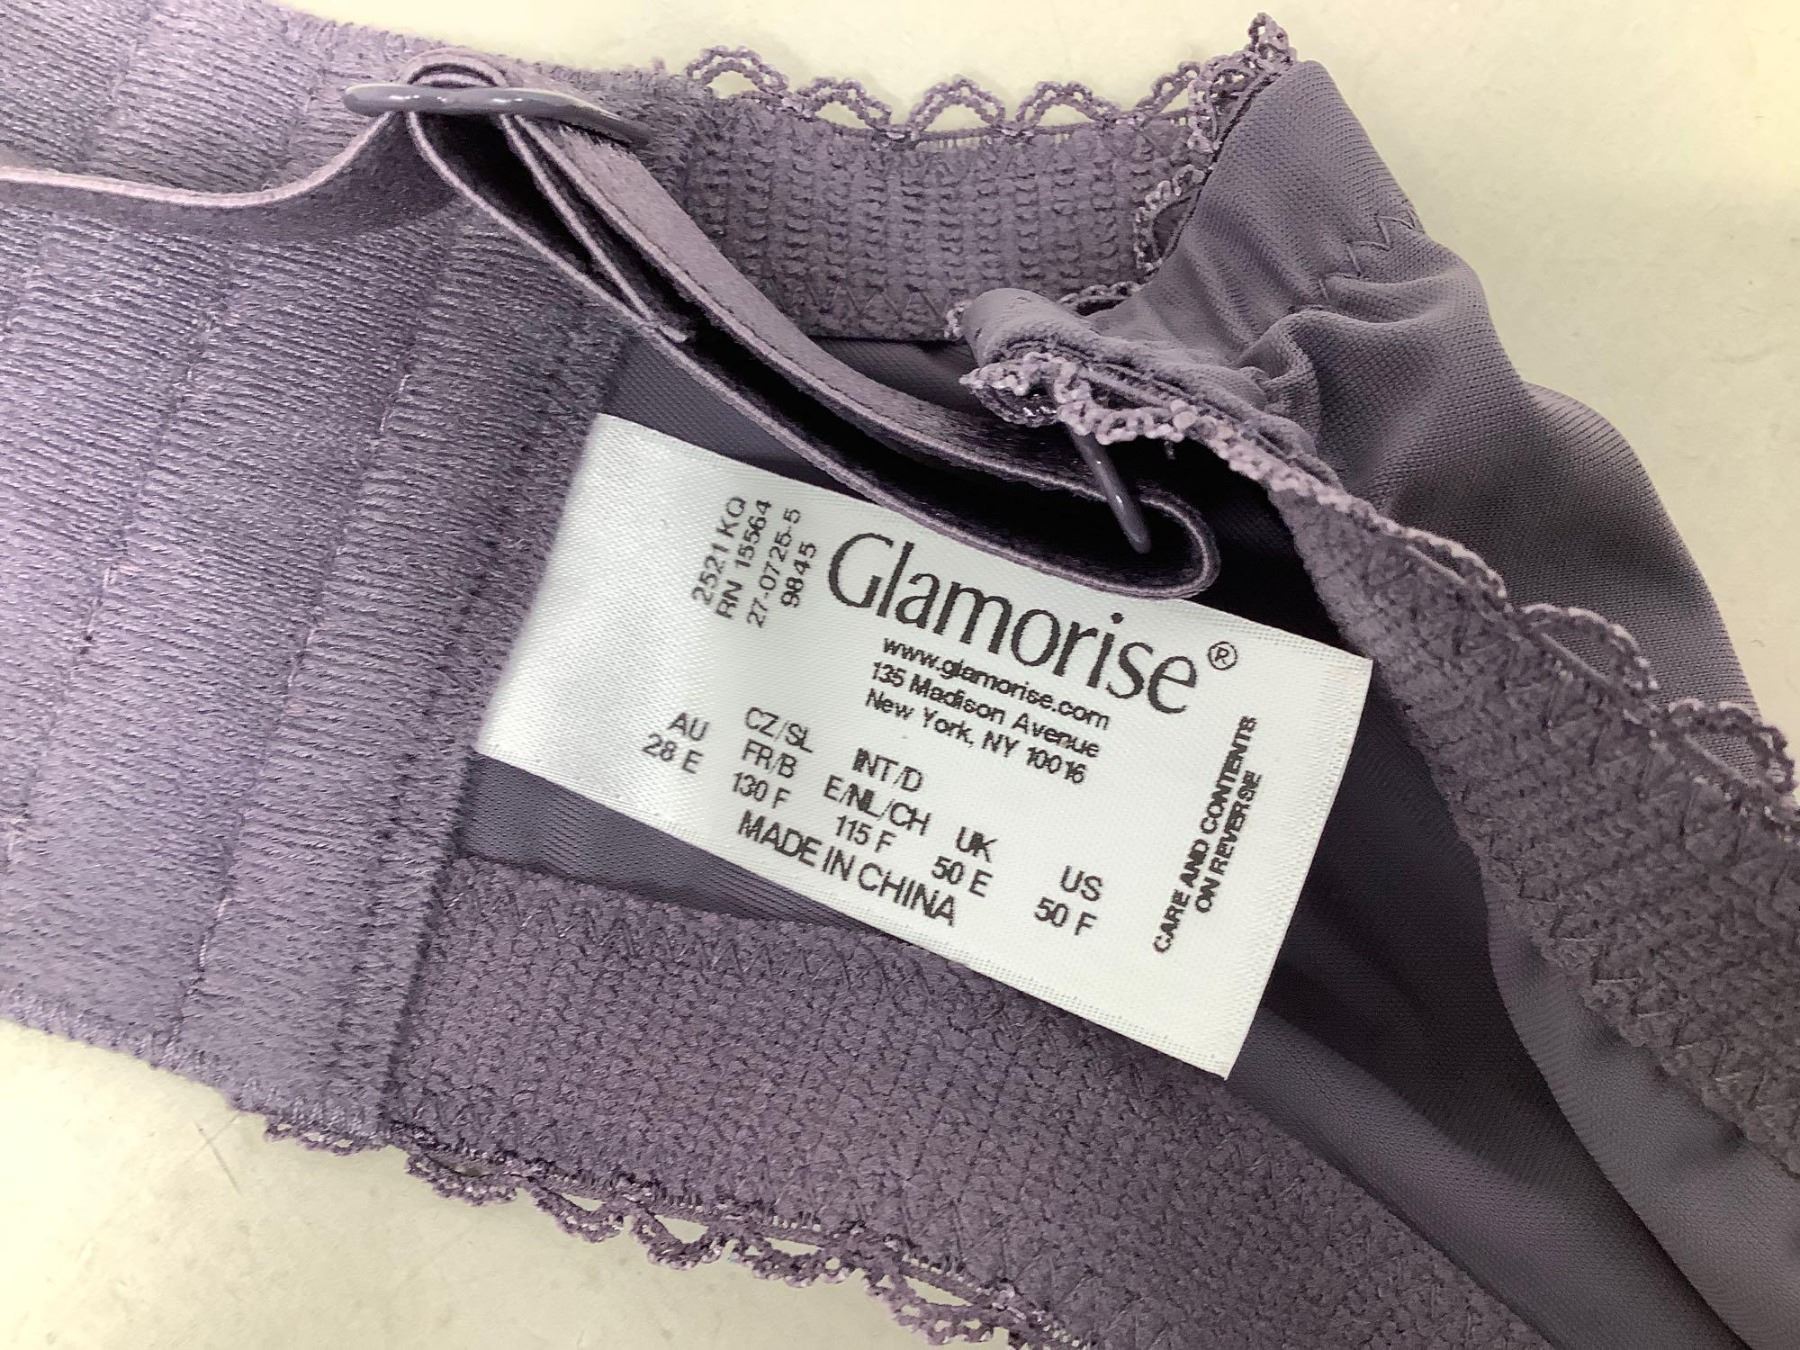 2521 KQ
RN 15564
27-0725-5
9845
Glamorise®
www.glamorise.com
135 Madison Avenue
New York, NY 10016
AU CZ/SL INT/D UK US
28 E FR/B E/NL/CH 50 E 50 F
130 F 115 F
MADE IN CHINA
CARE AND CONTENTS
ON REVERSE